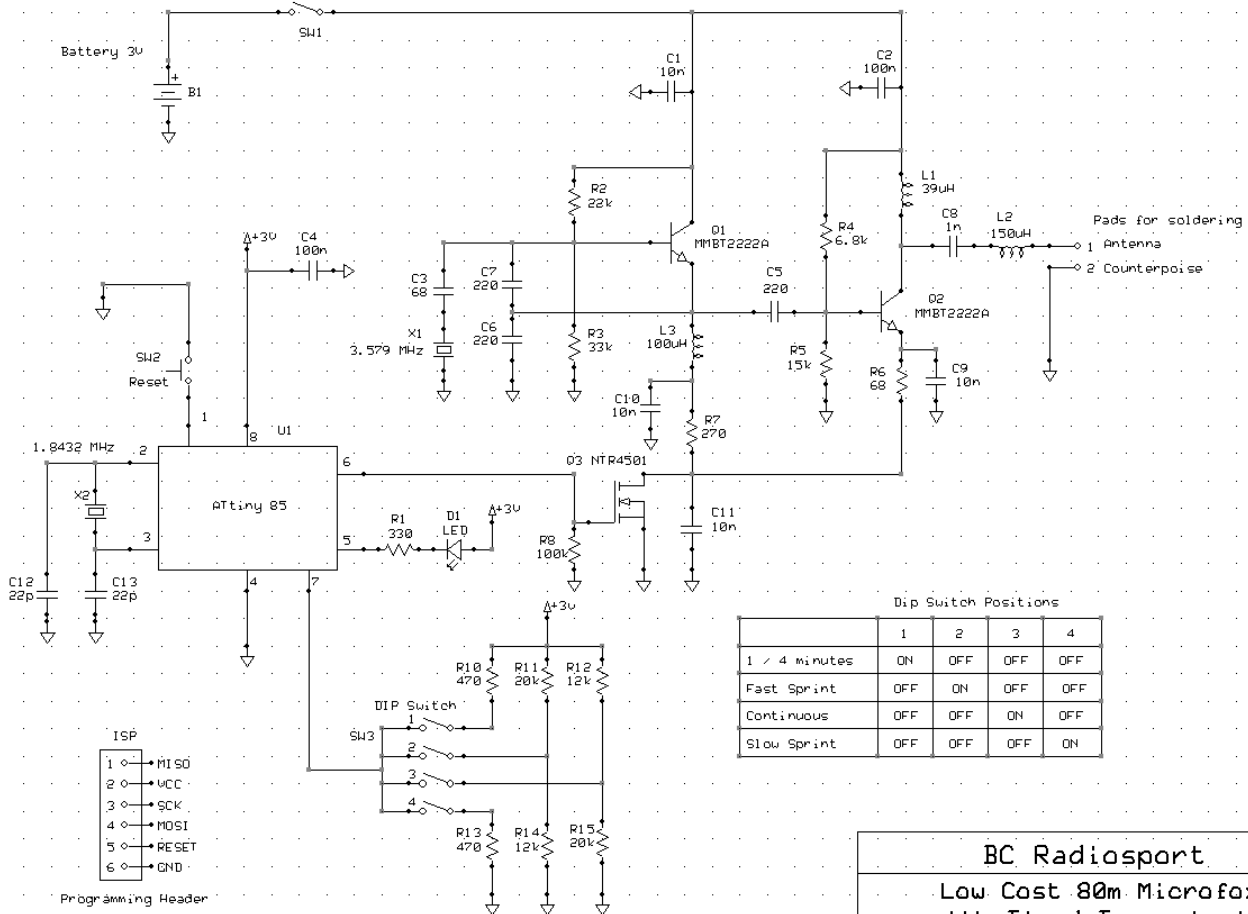 SW1
Battery 3V
+
B1
C1
10n
C2
100n
R2
22k
Q1
MMBT2222A
L1
39uH
C8
1n
L2
150uH
Pads for soldering
1 Antenna
2 Counterpoise
R4
6.8k
+3V
C4
100n
C3
68
C7
220
C5
220
Q2
MMBT2222A
X1
3.579 MHz
C6
220
R3
33k
L3
100uH
R5
15k
R6
68
C9
10n
SW2
Reset
C10
10n
R7
270
1
8
U1
1.8432 MHz
2
6
Q3 NTR4501
X2
ATtiny 85
3
5
R1
330
D1
LED
+3V
R8
100k
C11
10n
C12
22p
C13
22p
4
7
+3V
R10
470
R11
20k
R12
12k
DIP Switch
SW3
1
2
3
4
R13
470
R14
12k
R15
20k
Dip Switch Positions
1 2 3 4
1 / 4 minutes ON OFF OFF OFF
Fast Sprint OFF ON OFF OFF
Continuous OFF OFF ON OFF
Slow Sprint OFF OFF OFF ON
ISP
1 MISO
2 VCC
3 SCK
4 MOSI
5 RESET
6 GND
Programming Header
BC Radiosport
Low Cost 80m Microfox